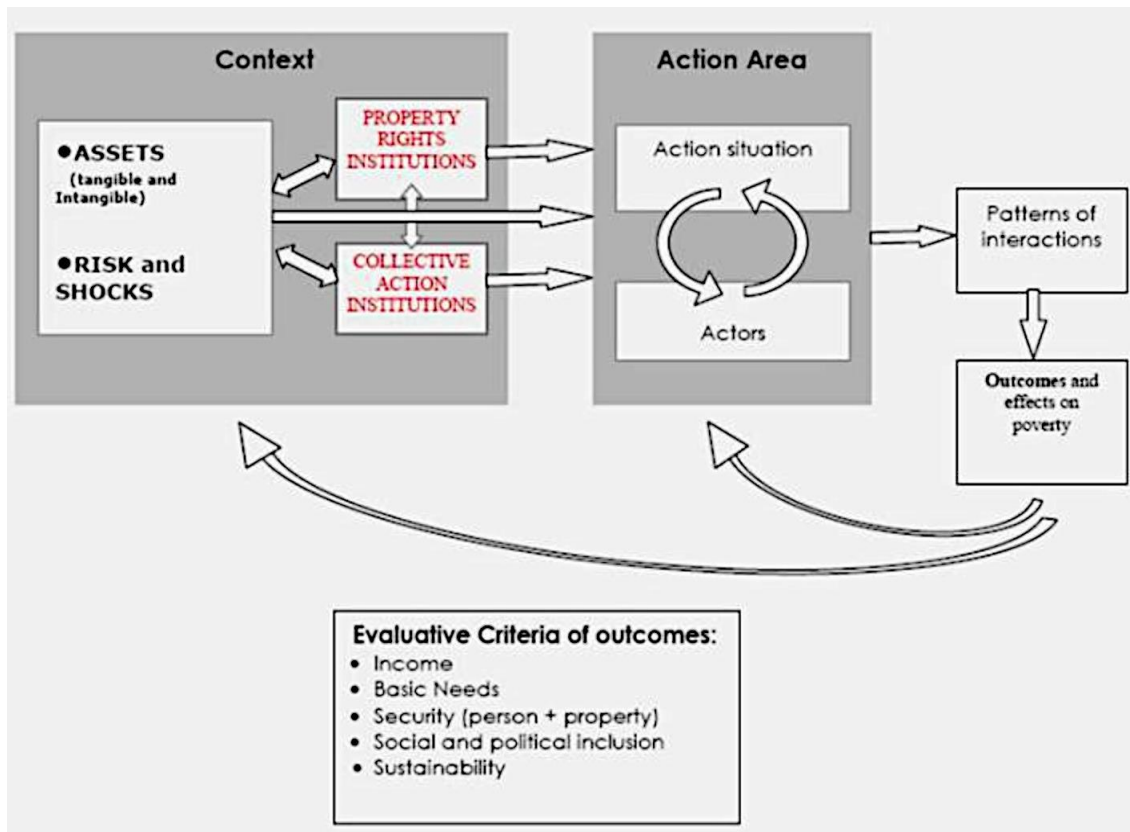 Context
●ASSETS
(tangible and
Intangible)
●RISK and
SHOCKS
PROPERTY
RIGHTS
INSTITUTIONS
COLLECTIVE
ACTION
INSTITUTIONS
Action Area
Action situation
Actors
Patterns of
interactions
Outcomes and
effects on
poverty
Evaluative Criteria of outcomes:
• Income
• Basic Needs
• Security (person + property)
• Social and political inclusion
• Sustainability